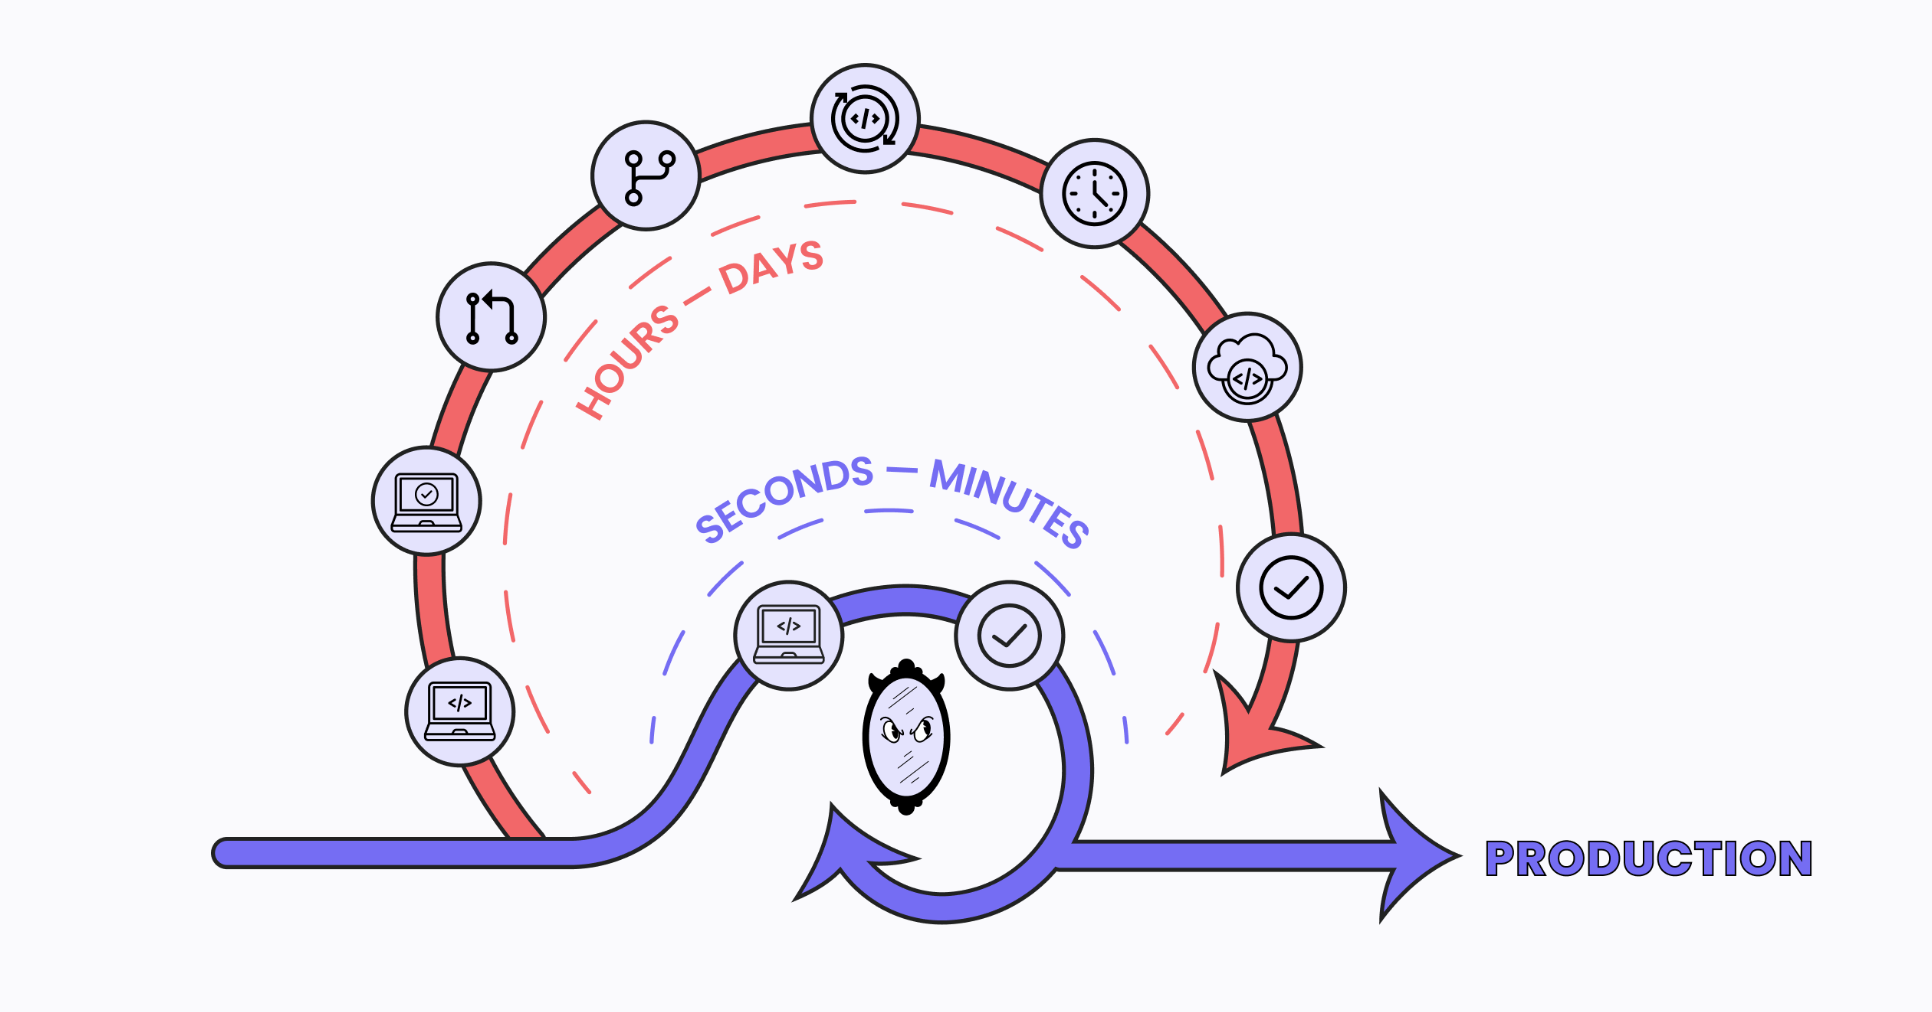 HOURS — DAYS
SECONDS — MINUTES
</>
</>
</>
</>
</>
PRODUCTION